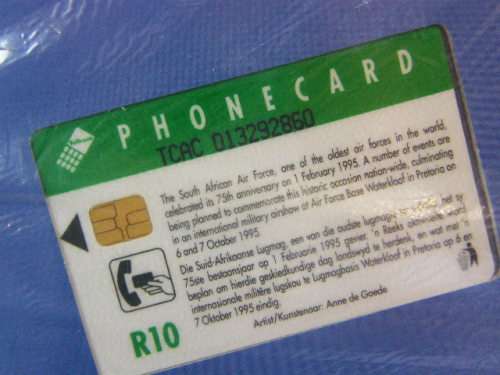 PHONECARD
TCAC 013292860
The South African Air Force, one of the oldest air forces in the world,
celebrated its 75th anniversary on 1 February 1995. A number of events are
being planned to commemorate this historic occasion nation-wide, culminating
in an international military airshow at Air Force Base Waterkloof in Pretoria on
6 and 7 October 1995.
Die Suid-Afrikaanse Lugmag, een van die oudste lugmagte
75ste bestaansjaar op 1 Februarie 1995 gevier. 'n Reeks
beplan om hierdie geskiedkundige dag landswyd te herdenk, en wat met 'n
internasionale militêre lugskou te Lugmagbasis Waterkloof in Pretoria op 6 en
7 Oktober 1995 eindig.
Artist/Kunstenaar: Anne de Goede
R10